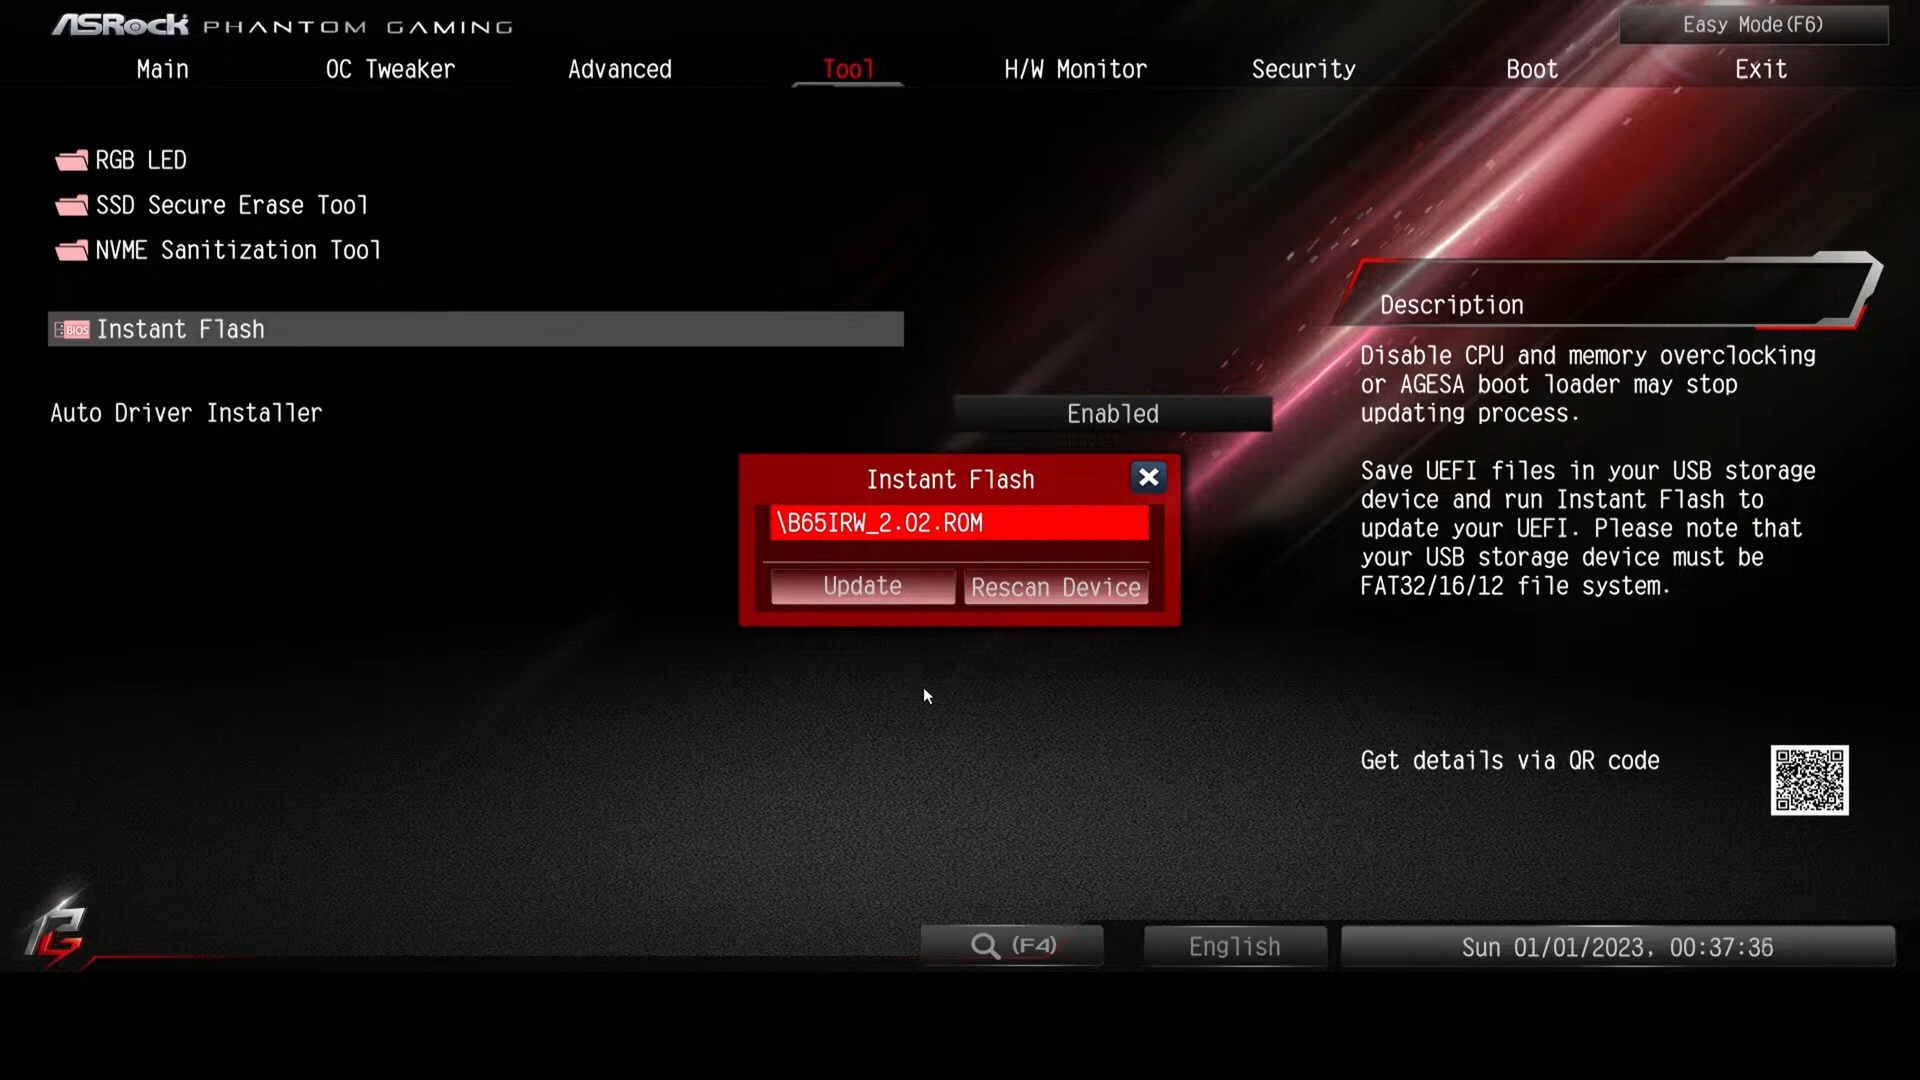 ASRock PHANTOM GAMING
Easy Mode(F6)
Main
OC Tweaker
Advanced
Tool
H/W Monitor
Security
Boot
Exit
RGB LED
SSD Secure Erase Tool
NVME Sanitization Tool
BIOS Instant Flash
Auto Driver Installer
Enabled
Instant Flash
\B65IRW_2.02.ROM
Update
Rescan Device
Description
Disable CPU and memory overclocking
or AGESA boot loader may stop
updating process.
Save UEFI files in your USB storage
device and run Instant Flash to
update your UEFI. Please note that
your USB storage device must be
FAT32/16/12 file system.
Get details via QR code
(F4)
English
Sun 01/01/2023, 00:37:36